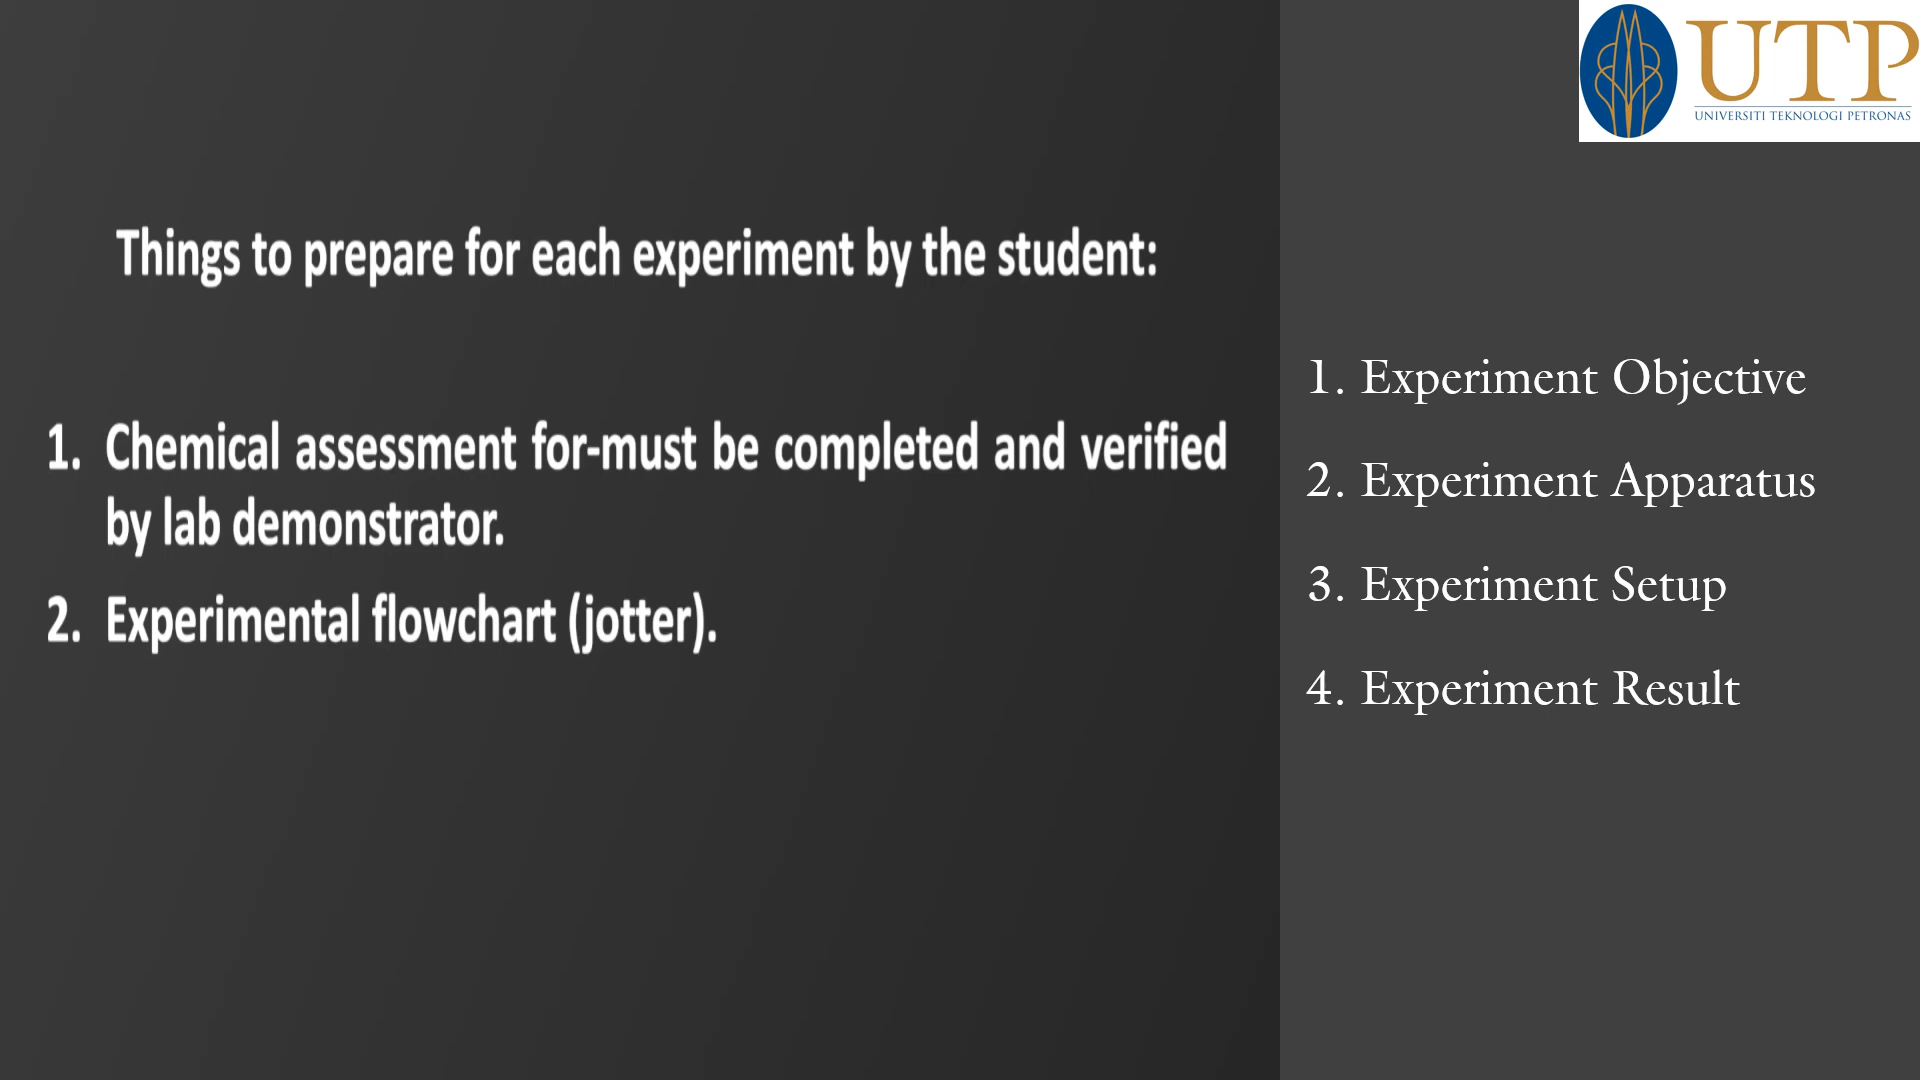 Things to prepare for each experiment by the student:
1. Chemical assessment for-must be completed and verified
by lab demonstrator.
2. Experimental flowchart (jotter).
UTP
UNIVERSITI TEKNOLOGI PETRONAS
1. Experiment Objective
2. Experiment Apparatus
3. Experiment Setup
4. Experiment Result